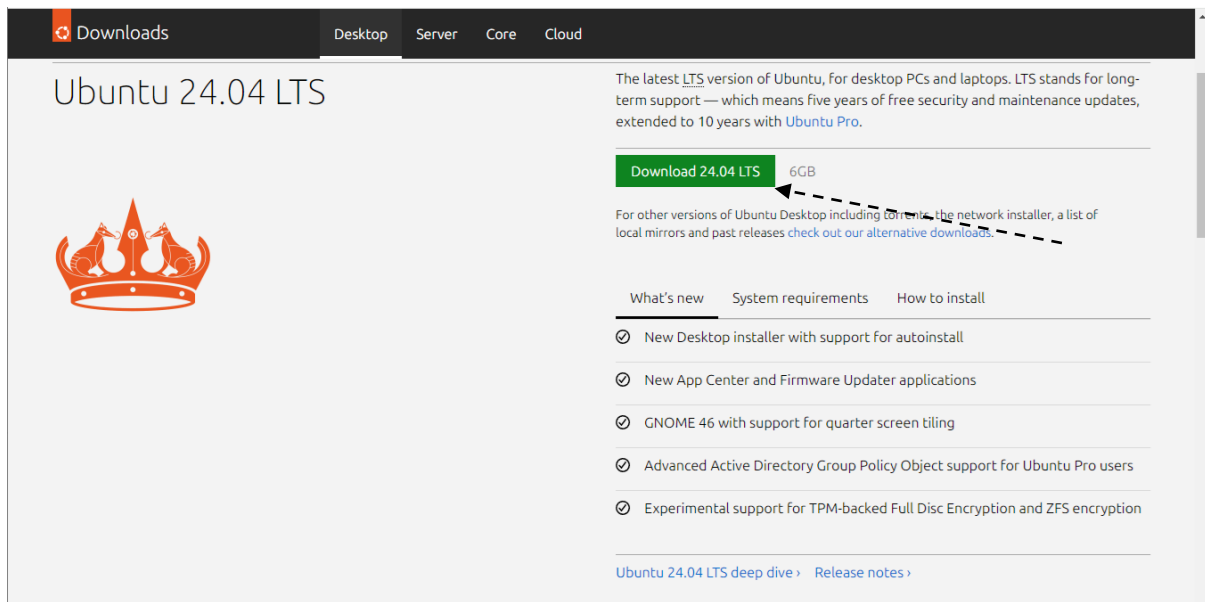 Downloads
Desktop Server Core Cloud
Ubuntu 24.04 LTS
The latest LTS version of Ubuntu, for desktop PCs and laptops. LTS stands for long-
term support — which means five years of free security and maintenance updates,
extended to 10 years with Ubuntu Pro.
Download 24.04 LTS 6GB
For other versions of Ubuntu Desktop including torrents, the network installer, a list of
local mirrors and past releases check out our alternative downloads.
What's new System requirements How to install
New Desktop installer with support for autoinstall
New App Center and Firmware Updater applications
GNOME 46 with support for quarter screen tiling
Advanced Active Directory Group Policy Object support for Ubuntu Pro users
Experimental support for TPM-backed Full Disc Encryption and ZFS encryption
Ubuntu 24.04 LTS deep dive › Release notes ›